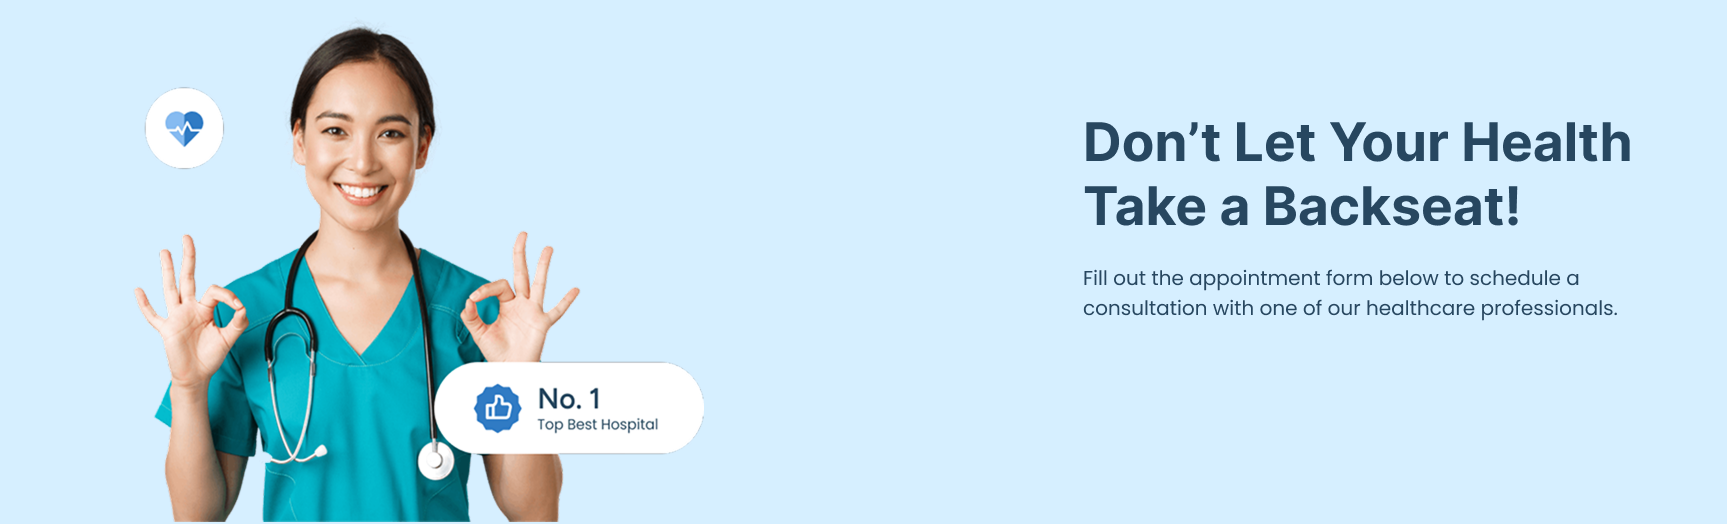 Don’t Let Your Health
Take a Backseat!
Fill out the appointment form below to schedule a
consultation with one of our healthcare professionals.
No. 1
Top Best Hospital